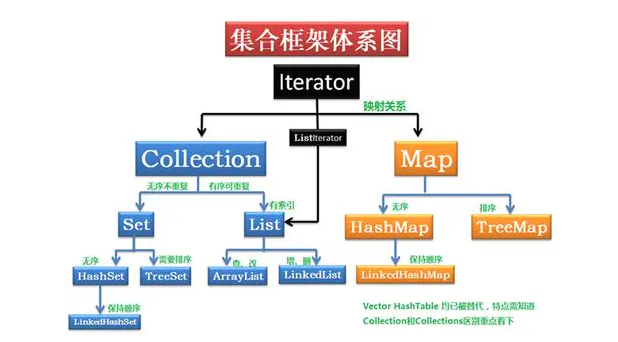 集合框架体系图
Iterator
映射关系
ListIterator
Collection
Map
无序不重复 有序可重复
有索引
无序 排序
Set
List
HashMap
TreeMap
无序 需要排序
查、改
增、删
保持顺序
HashSet
TreeSet
ArrayList
LinkedList
LinkedHashMap
保持顺序
LinkedHashSet
Vector HashTable 均已被替代，特点需知道
Collection和Collections区别重点看下